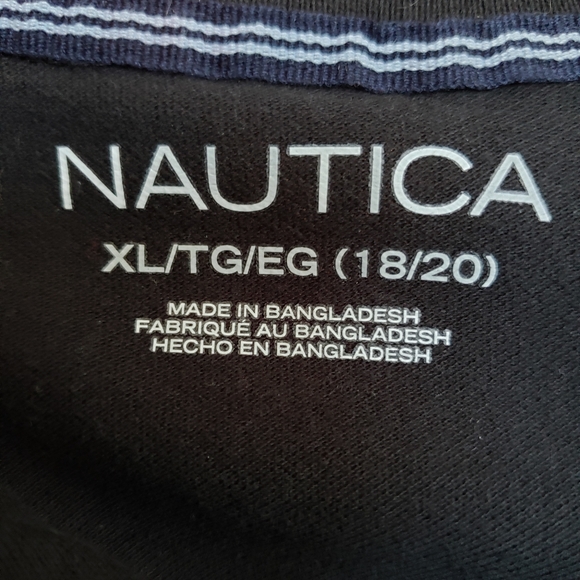 NAUTICA
XL/TG/EG (18/20)
MADE IN BANGLADESH
FABRIQUÉ AU BANGLADESH
HECHO EN BANGLADESH